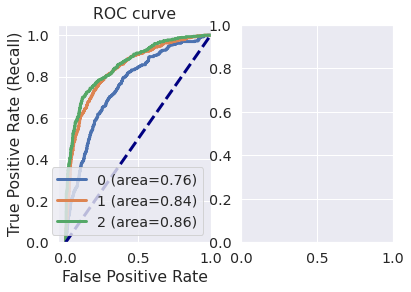 ROC curve
True Positive Rate (Recall)
1.0
0.8
0.6
0.4
0.2
0.0
0 (area=0.76)
1 (area=0.84)
2 (area=0.86)
0.0 0.5 1.0
False Positive Rate
1.0
0.8
0.6
0.4
0.2
0.0
0.0 0.5 1.0